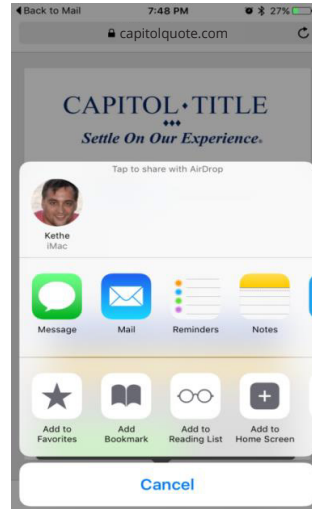 Back to Mail 7:48 PM 27%
capitolquote.com
CAPITOL·TITLE
Settle On Our Experience.
Tap to share with AirDrop
Kethe
iMac
Message Mail Reminders Notes
Add to Favorites Add Bookmark Add to Reading List Add to Home Screen
Cancel